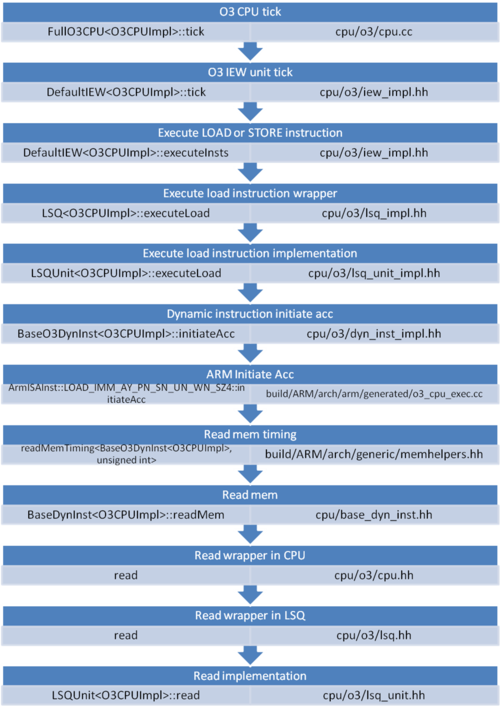 O3 CPU tick
FullO3CPU<O3CPUImpl>::tick cpu/o3/cpu.cc
O3 IEW unit tick
DefaultIEW<O3CPUImpl>::tick cpu/o3/iew_impl.hh
Execute LOAD or STORE instruction
DefaultIEW<O3CPUImpl>::executeInsts cpu/o3/iew_impl.hh
Execute load instruction wrapper
LSQ<O3CPUImpl>::executeLoad cpu/o3/lsq_impl.hh
Execute load instruction implementation
LSQUnit<O3CPUImpl>::executeLoad cpu/o3/lsq_unit_impl.hh
Dynamic instruction initiate acc
BaseO3DynInst<O3CPUImpl>::initiateAcc cpu/o3/dyn_inst_impl.hh
ARM Initiate Acc
ArmISAInst::LOAD_IMM_AY_PN_SN_UN_WN_SZ4::in
itiateAcc build/ARM/arch/arm/generated/o3_cpu_exec.cc
Read mem timing
readMemTiming<BaseO3DynInst<O3CPUImpl>,
unsigned int> build/ARM/arch/generic/memhelpers.hh
Read mem
BaseDynInst<O3CPUImpl>::readMem cpu/base_dyn_inst.hh
Read wrapper in CPU
read cpu/o3/cpu.hh
Read wrapper in LSQ
read cpu/o3/lsq.hh
Read implementation
LSQUnit<O3CPUImpl>::read cpu/o3/lsq_unit.hh